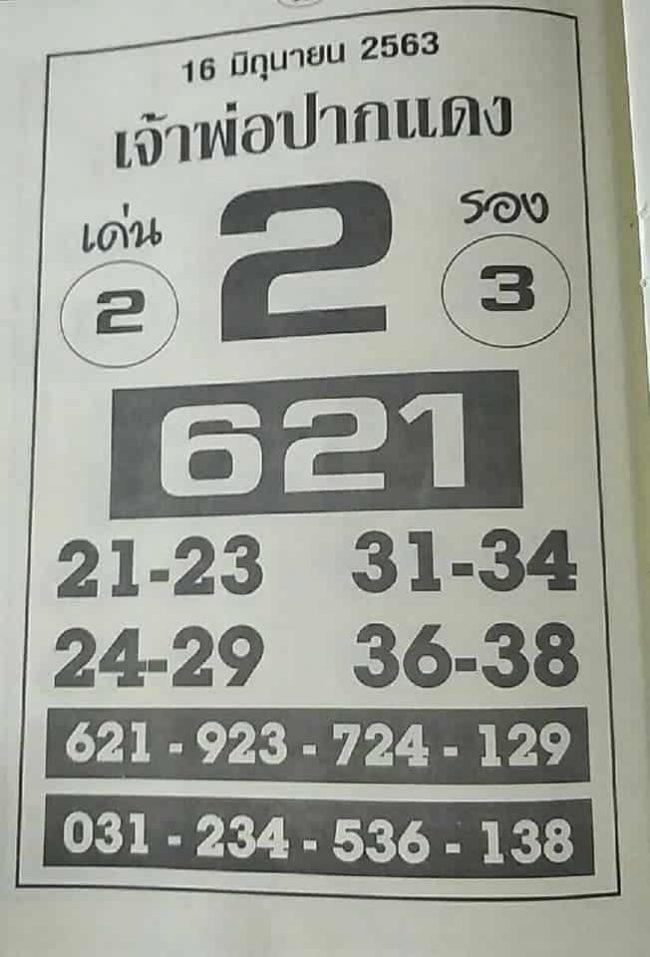 16 มิถุนายน 2563
เจ้าพ่อปากแดง
เด่น 2 รอง
2 3
621
21-23 31-34
24-29 36-38
621 - 923 - 724 - 129
031 - 234 - 536 - 138